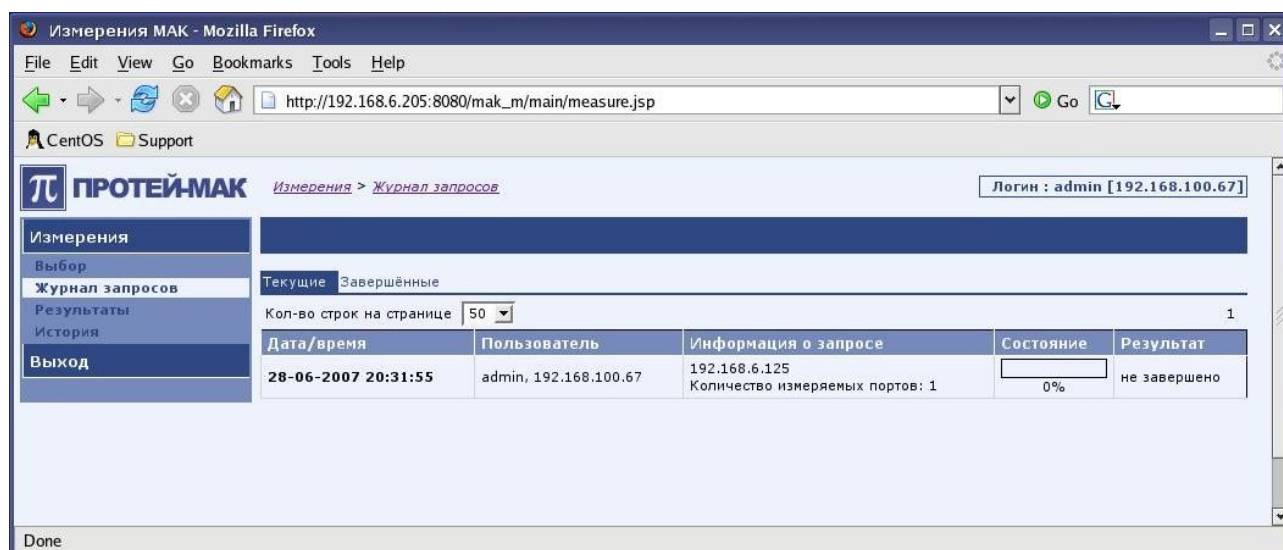 Измерения МАК - Mozilla Firefox
File Edit View Go Bookmarks Tools Help
http://192.168.6.205:8080/mak_m/main/measure.jsp Go G
CentOS Support
π ПРОТЕЙ-МАК Измерения > Журнал запросов Логин : admin [192.168.100.67]
Измерения
Выбор
Журнал запросов
Результаты
История
Выход
Текущие Завершённые
Кол-во строк на странице 50 1
Дата/время Пользователь Информация о запросе Состояние Результат
28-06-2007 20:31:55 admin, 192.168.100.67 192.168.6.125 0% не завершено
Количество измеряемых портов: 1
Done